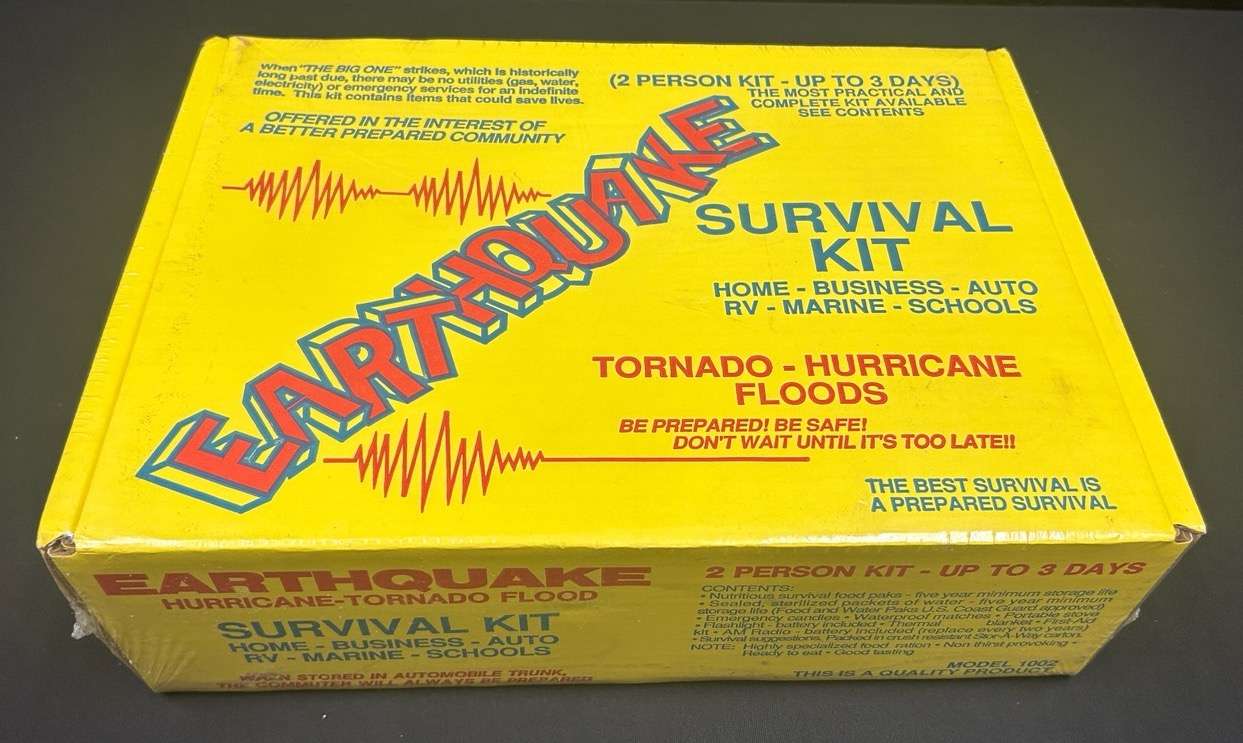 When "THE BIG ONE" strikes, which is historically
long past due, there may be no utilities (gas, water,
electricity) or emergency services for an indefinite
time. This kit contains items that could save lives.
OFFERED IN THE INTEREST OF
A BETTER PREPARED COMMUNITY
(2 PERSON KIT - UP TO 3 DAYS)
THE MOST PRACTICAL AND
COMPLETE KIT AVAILABLE
SEE CONTENTS
EARTHQUAKE
SURVIVAL
KIT
HOME - BUSINESS - AUTO
RV - MARINE - SCHOOLS
TORNADO - HURRICANE
FLOODS
BE PREPARED! BE SAFE!
DON'T WAIT UNTIL IT'S TOO LATE!!
THE BEST SURVIVAL IS
A PREPARED SURVIVAL
EARTHQUAKE
HURRICANE-TORNADO FLOOD
SURVIVAL KIT
HOME - BUSINESS - AUTO
RV - MARINE - SCHOOLS
WHEN STORED IN AUTOMOBILE TRUNK,
THE COMMUTER WILL ALWAYS BE PREPARED
2 PERSON KIT - UP TO 3 DAYS
CONTENTS:
• Nutritious survival food paks - five year minimum storage life
• Sealed, sterilized packets of water - five year minimum
storage life (Food and Water Paks U.S. Coast Guard approved)
• Emergency candles • Waterproof matches • Portable stove
• Flashlight - battery included • Thermal blanket • First-Aid
kit • AM Radio - battery included (replace every two years)
• Survival suggestions, Packed in crush resistant Stor-A-Way carton.
NOTE: Highly specialized food ration - Non thirst provoking
Ready to eat • Good tasting
MODEL 1002
THIS IS A QUALITY PRODUCT